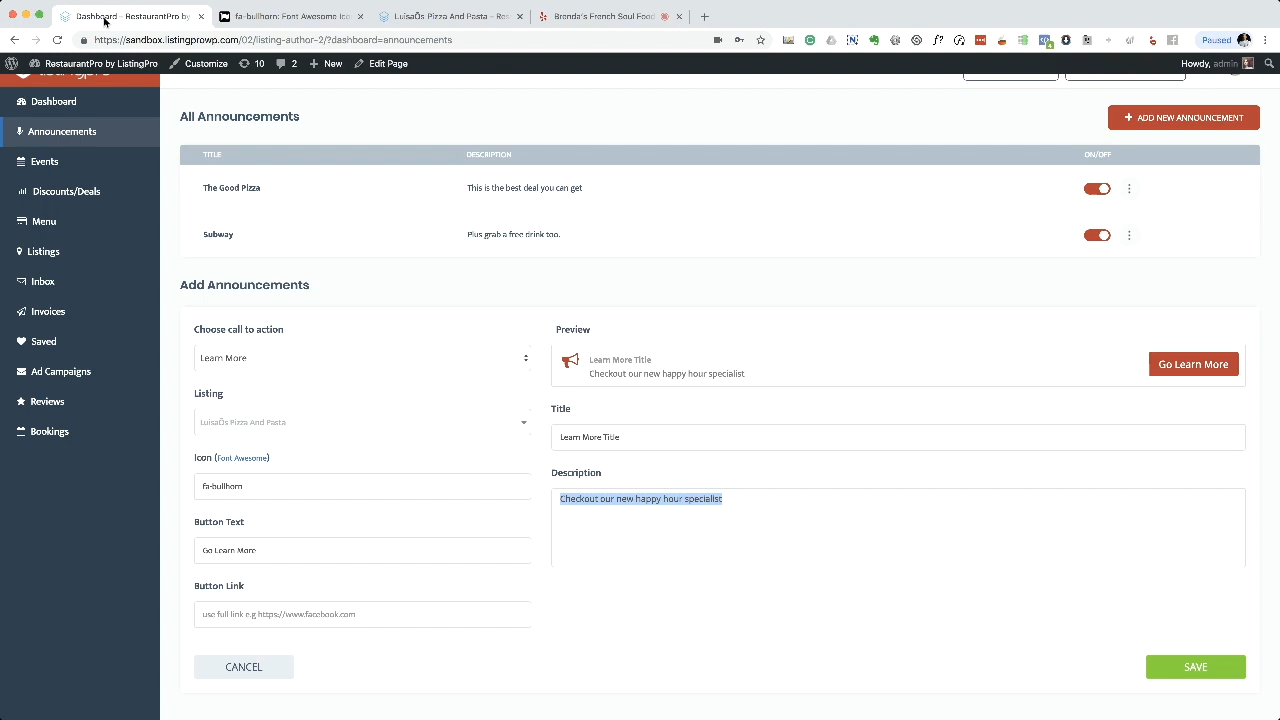 Dashboard – RestaurantPro by
fa-bullhorn: Font Awesome Ico
LuisaÕs Pizza And Pasta – Res
Brenda's French Soul Food
https://sandbox.listingprowp.com/02/listing-author-2/?dashboard=announcements
Paused
RestaurantPro by ListingPro
Customize
10
2
New
Edit Page
Howdy, admin
Dashboard
Announcements
Events
Discounts/Deals
Menu
Listings
Inbox
Invoices
Saved
Ad Campaigns
Reviews
Bookings
All Announcements
ADD NEW ANNOUNCEMENT
TITLE DESCRIPTION ON/OFF
The Good Pizza This is the best deal you can get
Subway Plus grab a free drink too.
Add Announcements
Choose call to action
Learn More
Listing
LuisaÕs Pizza And Pasta
Icon (Font Awesome)
fa-bullhorn
Button Text
Go Learn More
Button Link
use full link e.g https://www.facebook.com
Preview
Learn More Title
Checkout our new happy hour specialist
Go Learn More
Title
Learn More Title
Description
Checkout our new happy hour specialist
CANCEL
SAVE